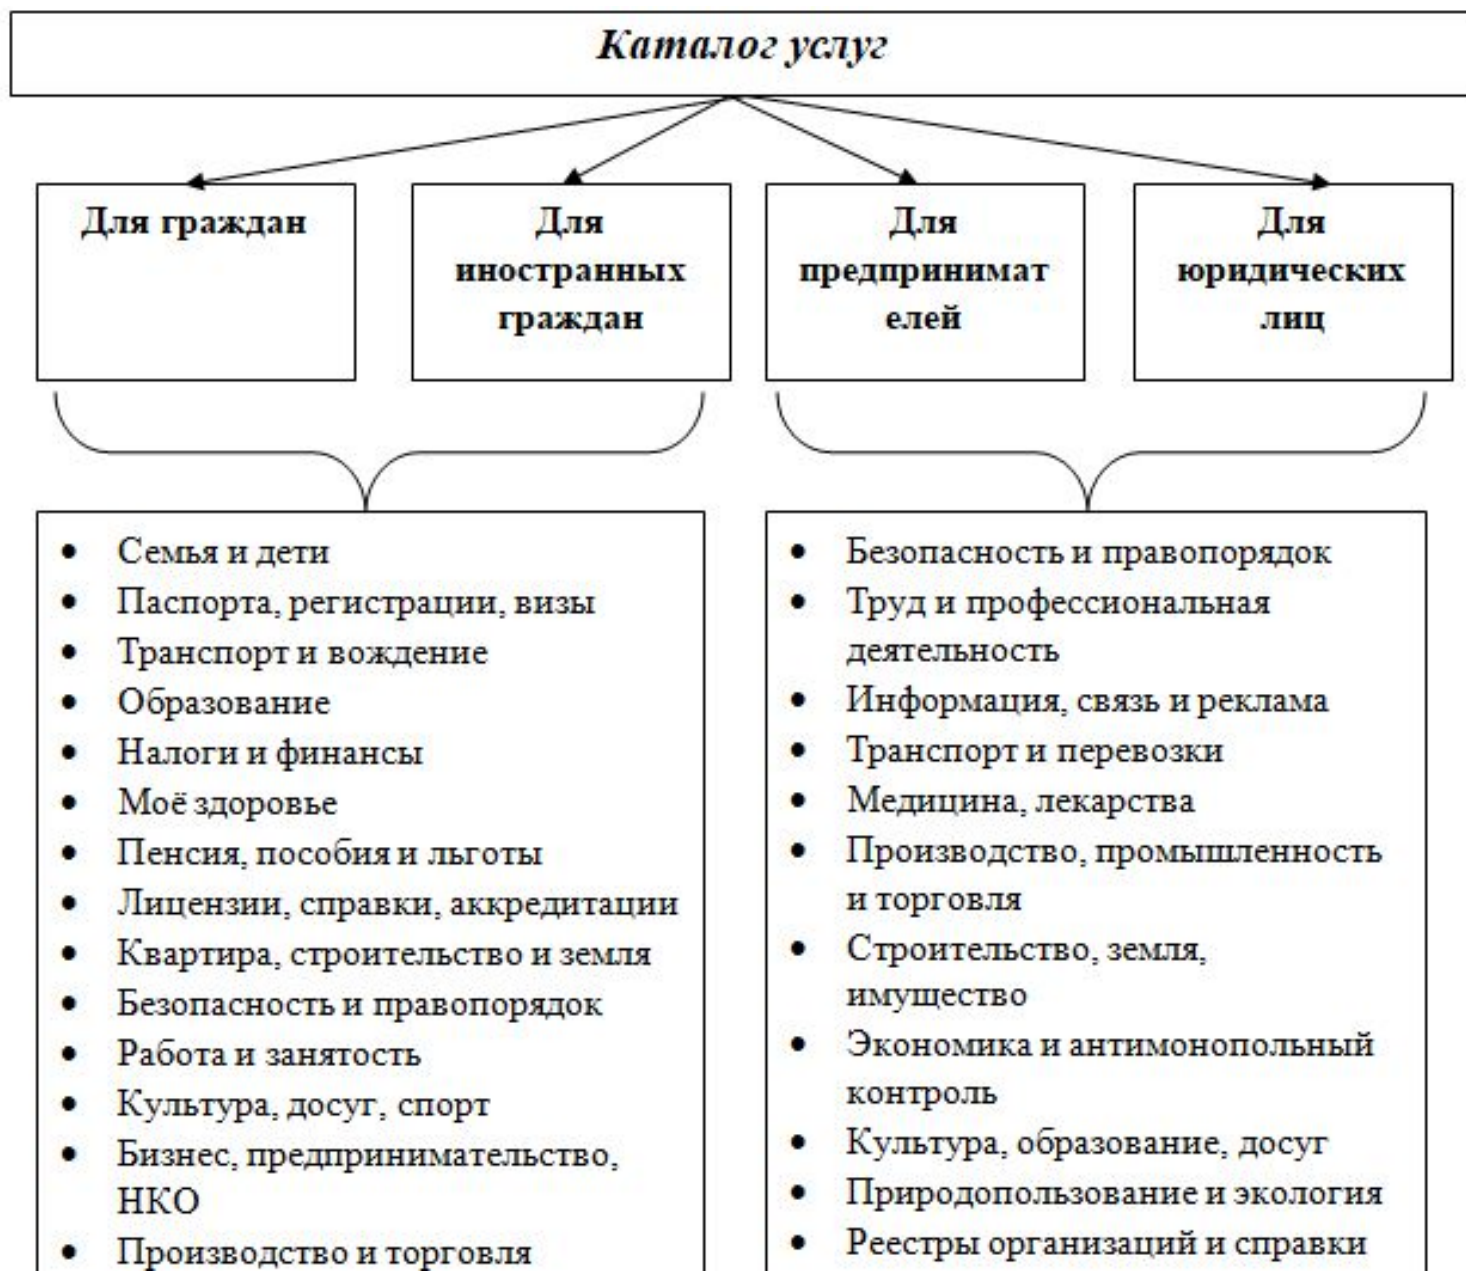 Каталог услуг
Для граждан
Для
иностранных
граждан
Для
предпринимат
елей
Для
юридических
лиц
• Семья и дети
• Паспорта, регистрации, визы
• Транспорт и вождение
• Образование
• Налоги и финансы
• Моё здоровье
• Пенсия, пособия и льготы
• Лицензии, справки, аккредитации
• Квартира, строительство и земля
• Безопасность и правопорядок
• Работа и занятость
• Культура, досуг, спорт
• Бизнес, предпринимательство,
НКО
• Производство и торговля
• Безопасность и правопорядок
• Труд и профессиональная
деятельность
• Информация, связь и реклама
• Транспорт и перевозки
• Медицина, лекарства
• Производство, промышленность
и торговля
• Строительство, земля,
имущество
• Экономика и антимонопольный
контроль
• Культура, образование, досуг
• Природопользование и экология
• Реестры организаций и справки